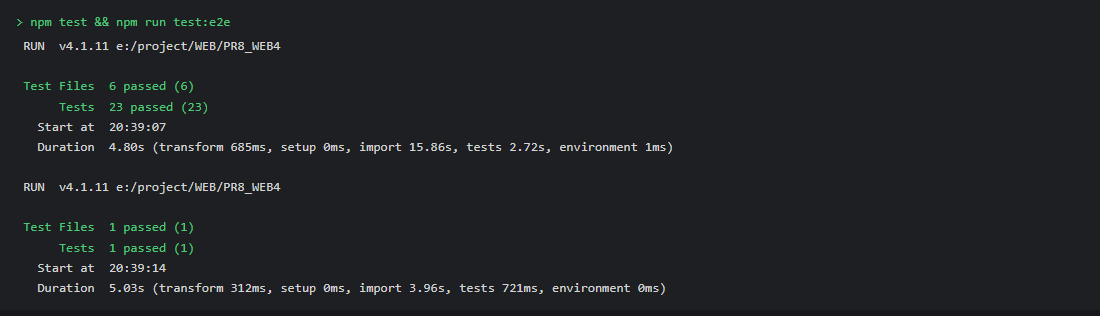 > npm test && npm run test:e2e
RUN v4.1.11 e:/project/WEB/PR8_WEB4
Test Files 6 passed (6)
Tests 23 passed (23)
Start at 20:39:07
Duration 4.80s (transform 685ms, setup 0ms, import 15.86s, tests 2.72s, environment 1ms)
RUN v4.1.11 e:/project/WEB/PR8_WEB4
Test Files 1 passed (1)
Tests 1 passed (1)
Start at 20:39:14
Duration 5.03s (transform 312ms, setup 0ms, import 3.96s, tests 721ms, environment 0ms)